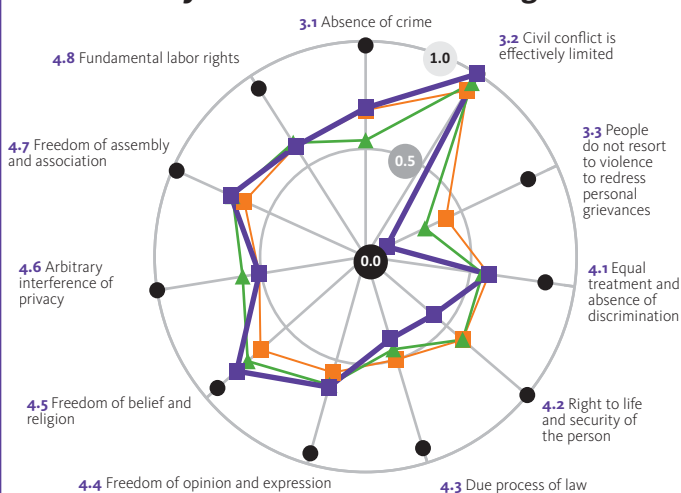 3.1 Absence of crime
3.2 Civil conflict is
effectively limited
1.0
4.8 Fundamental labor rights
3.3 People
do not resort
to violence
to redress
personal
grievances
4.7 Freedom of assembly
and association
0.5
0.0
4.6 Arbitrary
interference of
privacy
4.1 Equal
treatment and
absence of
discrimination
4.5 Freedom of belief and
religion
4.2 Right to life
and security of
the person
4.4 Freedom of opinion and expression
4.3 Due process of law